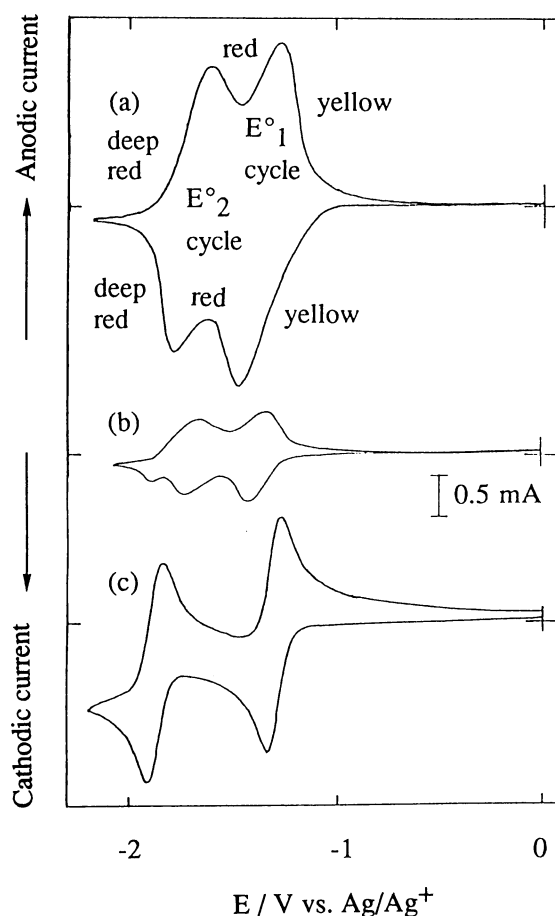 Anodic current
Cathodic current
(a)
red
deep
red
E°1
cycle
yellow
E°2
cycle
deep
red
red
yellow
(b)
0.5 mA
(c)
-2
-1
0
E / V vs. Ag/Ag+